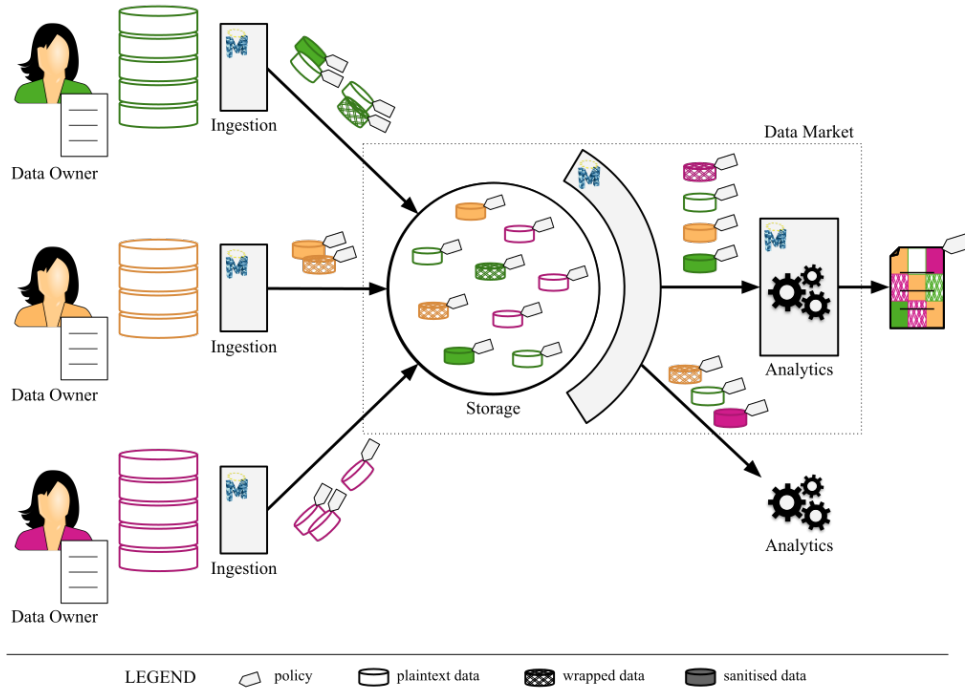 Ingestion
Data Owner
Data Market
Ingestion
Data Owner
Storage
Analytics
Ingestion
Data Owner
Analytics
LEGEND policy plaintext data wrapped data sanitised data
M
M
M
M
M